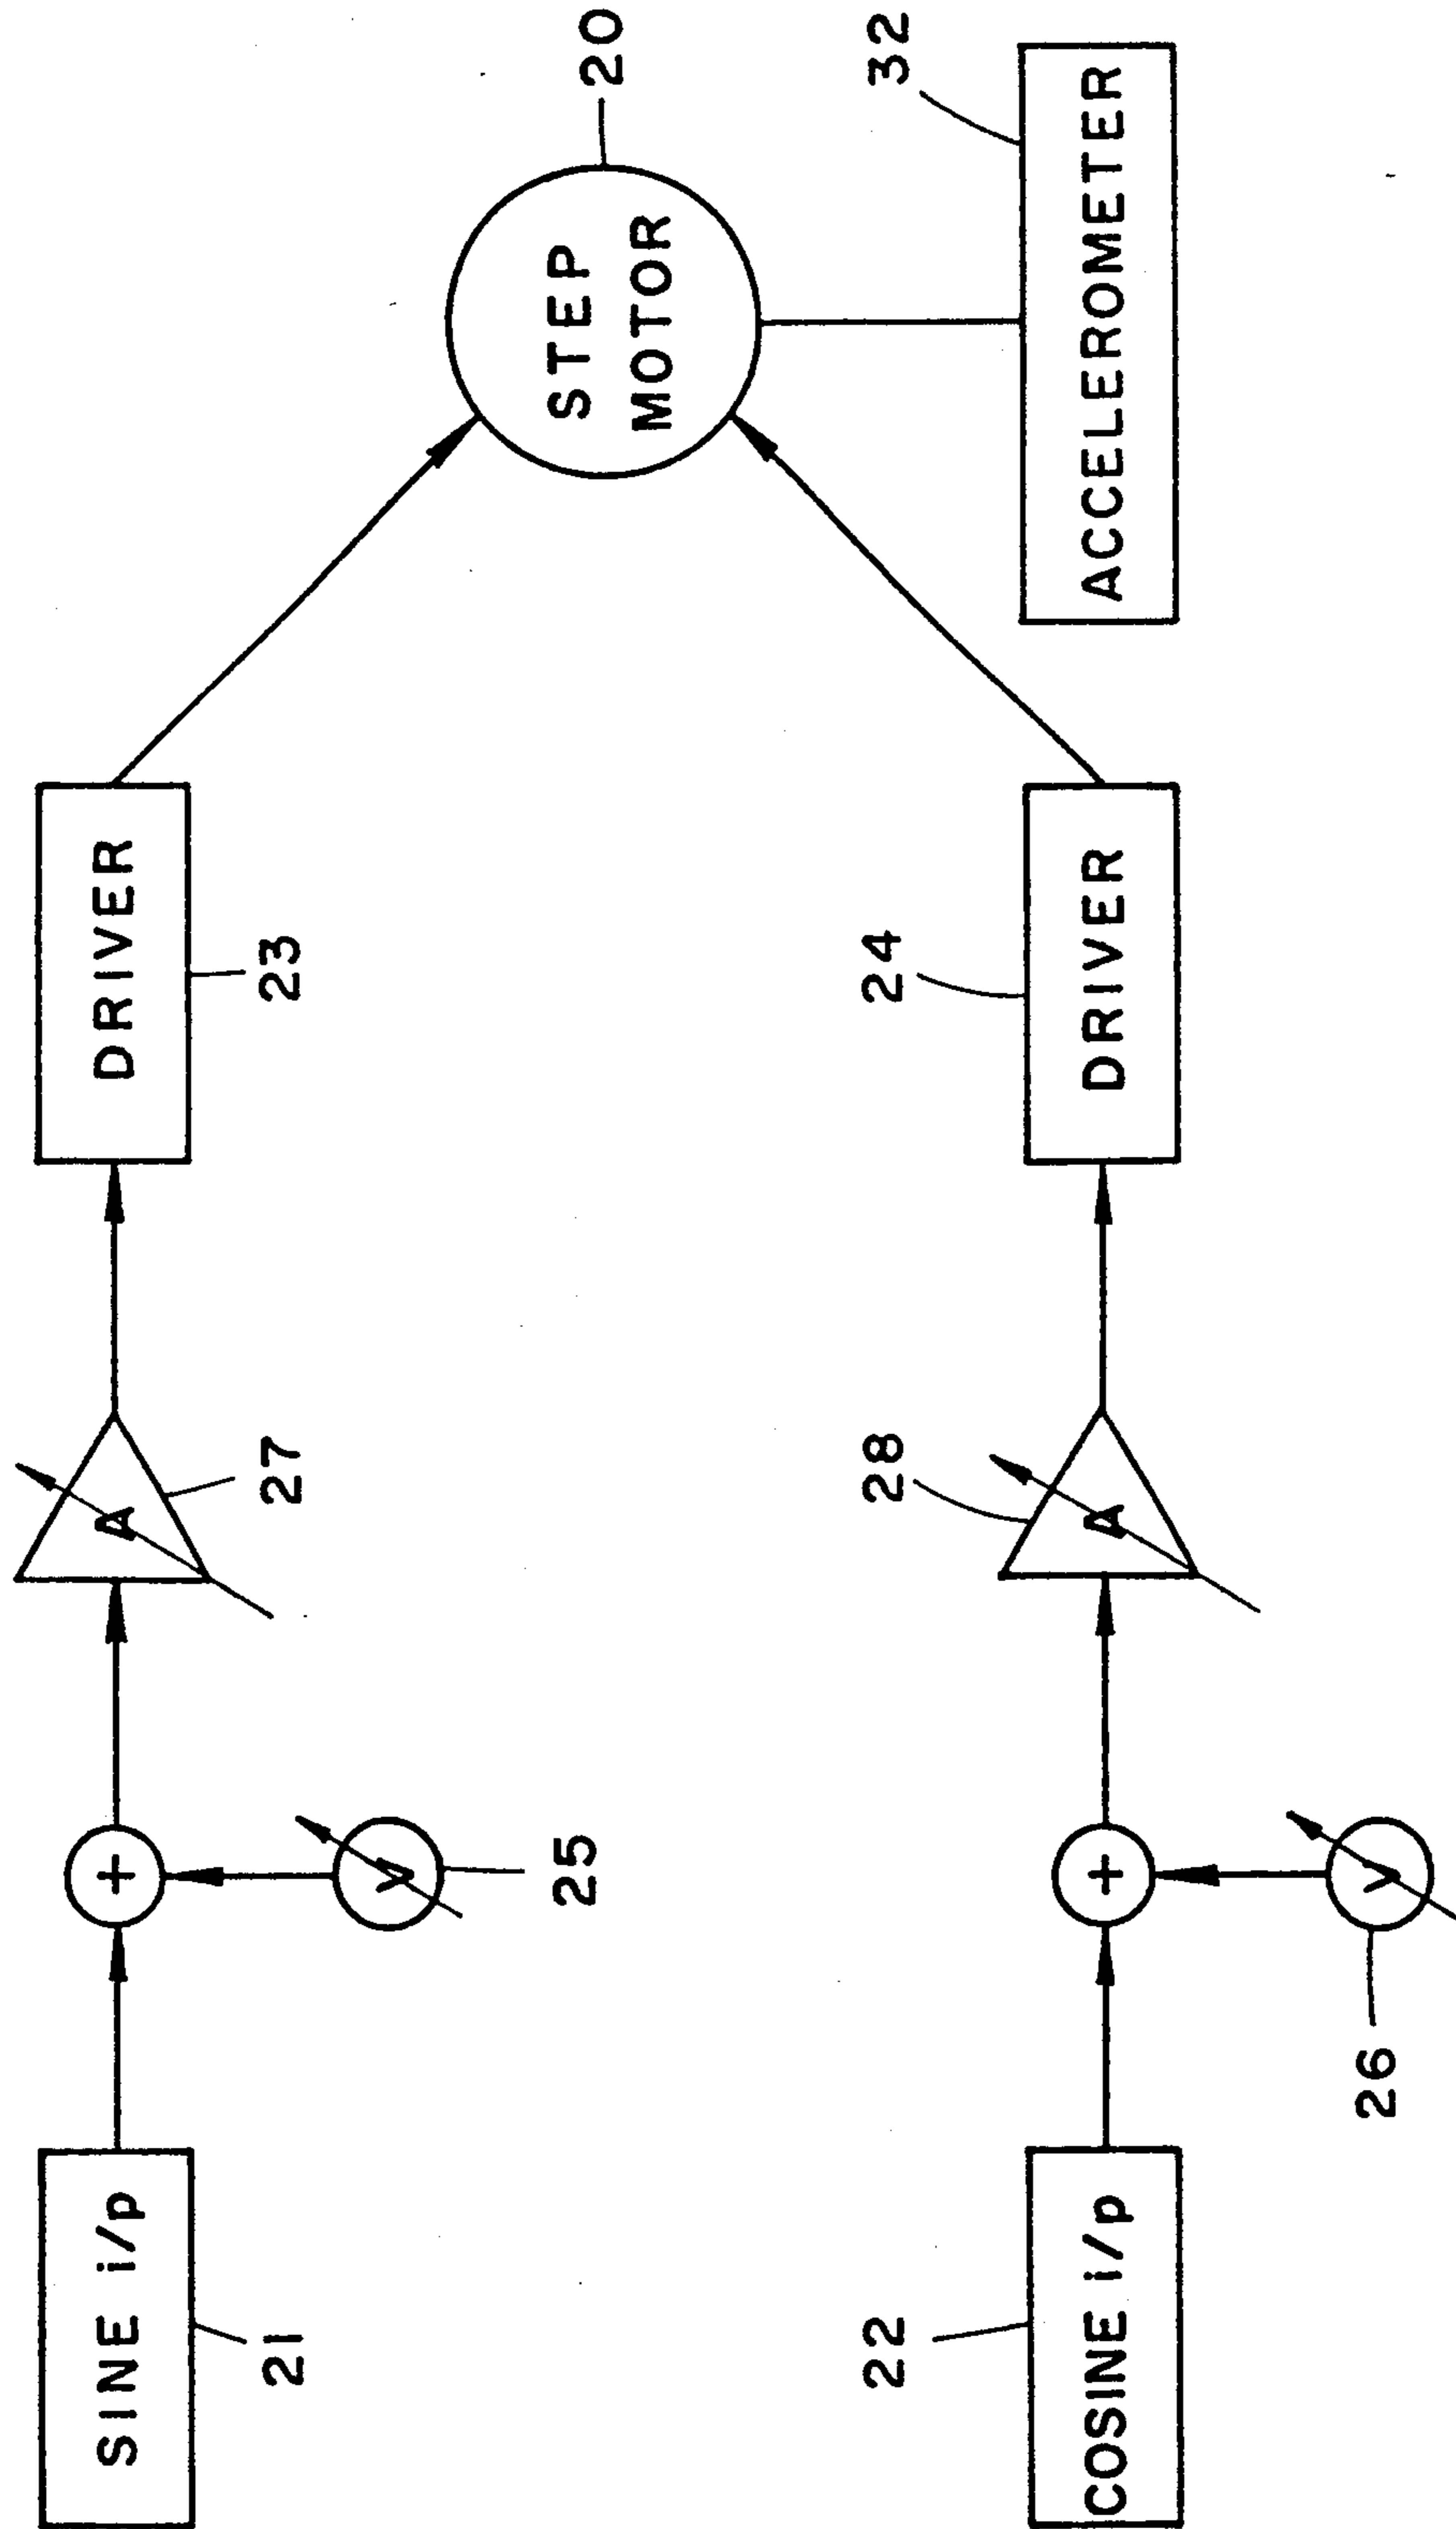 SINE i/p
21
+
V
25
A
27
DRIVER
23
STEP
MOTOR
20
COSINE i/p
22
+
V
26
A
28
DRIVER
24
ACCELEROMETER
32